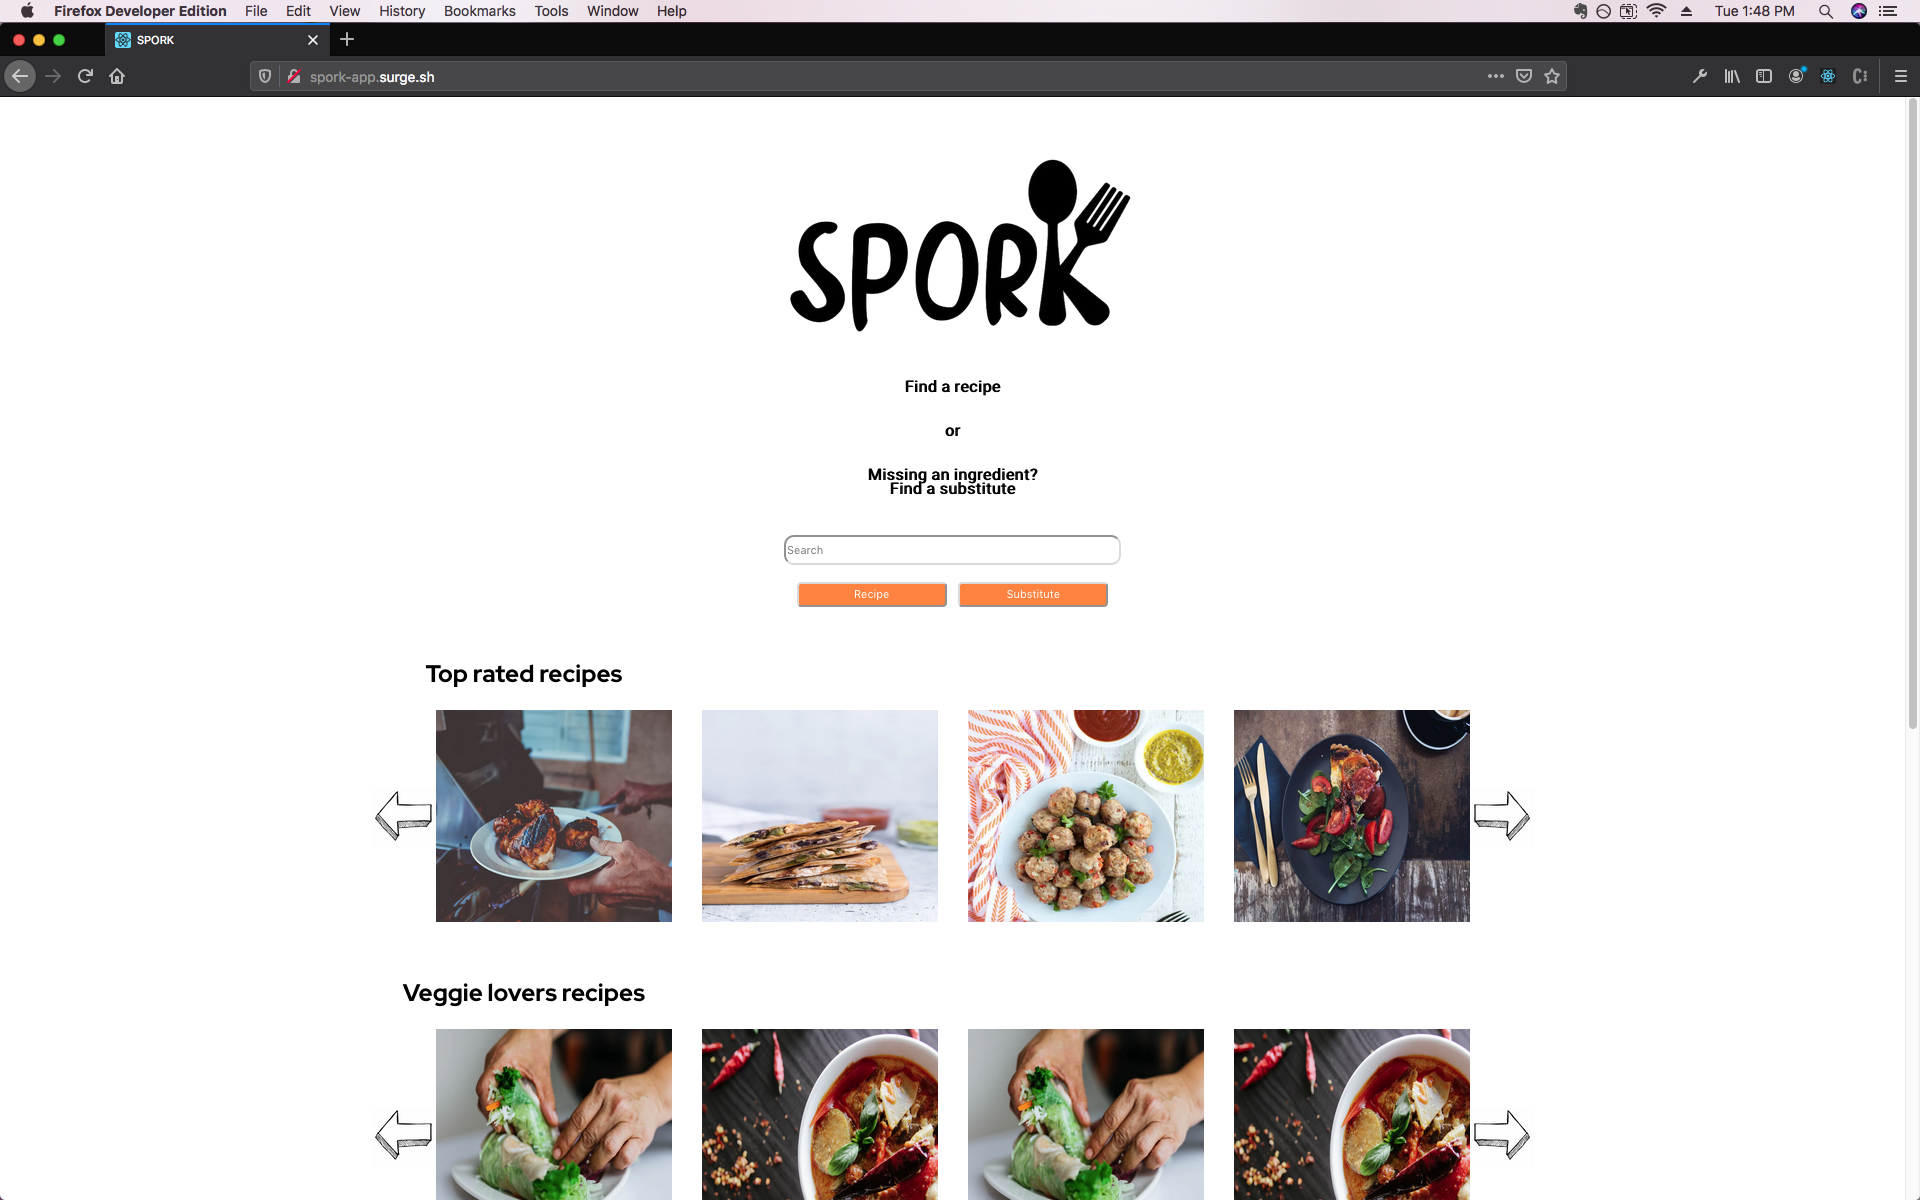 Firefox Developer Edition File Edit View History Bookmarks Tools Window Help Tue 1:48 PM
SPORK
spork-app.surge.sh
SPORK
Find a recipe
or
Missing an ingredient?
Find a substitute
Search
Recipe Substitute
Top rated recipes
Veggie lovers recipes